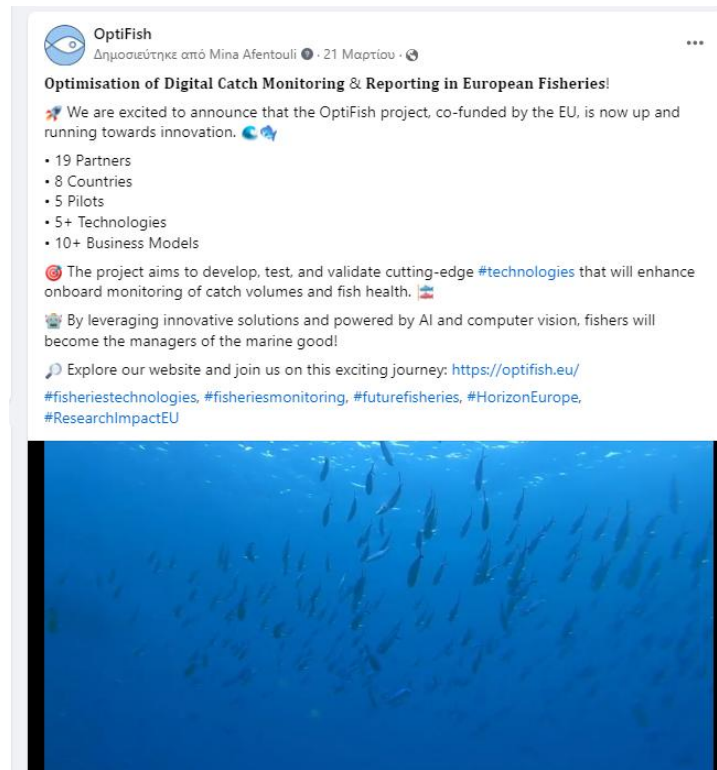 OptiFish
Δημοσιεύτηκε από Mina Afentouli · 21 Μαρτίου ·
Optimisation of Digital Catch Monitoring & Reporting in European Fisheries!
🚀 We are excited to announce that the OptiFish project, co-funded by the EU, is now up and
running towards innovation. 🌊🐟
• 19 Partners
• 8 Countries
• 5 Pilots
• 5+ Technologies
• 10+ Business Models
🎯 The project aims to develop, test, and validate cutting-edge #technologies that will enhance
onboard monitoring of catch volumes and fish health.
🤖 By leveraging innovative solutions and powered by AI and computer vision, fishers will
become the managers of the marine good!
🔎 Explore our website and join us on this exciting journey: https://optifish.eu/
#fisheriestechnologies, #fisheriesmonitoring, #futurefisheries, #HorizonEurope,
#ResearchImpactEU